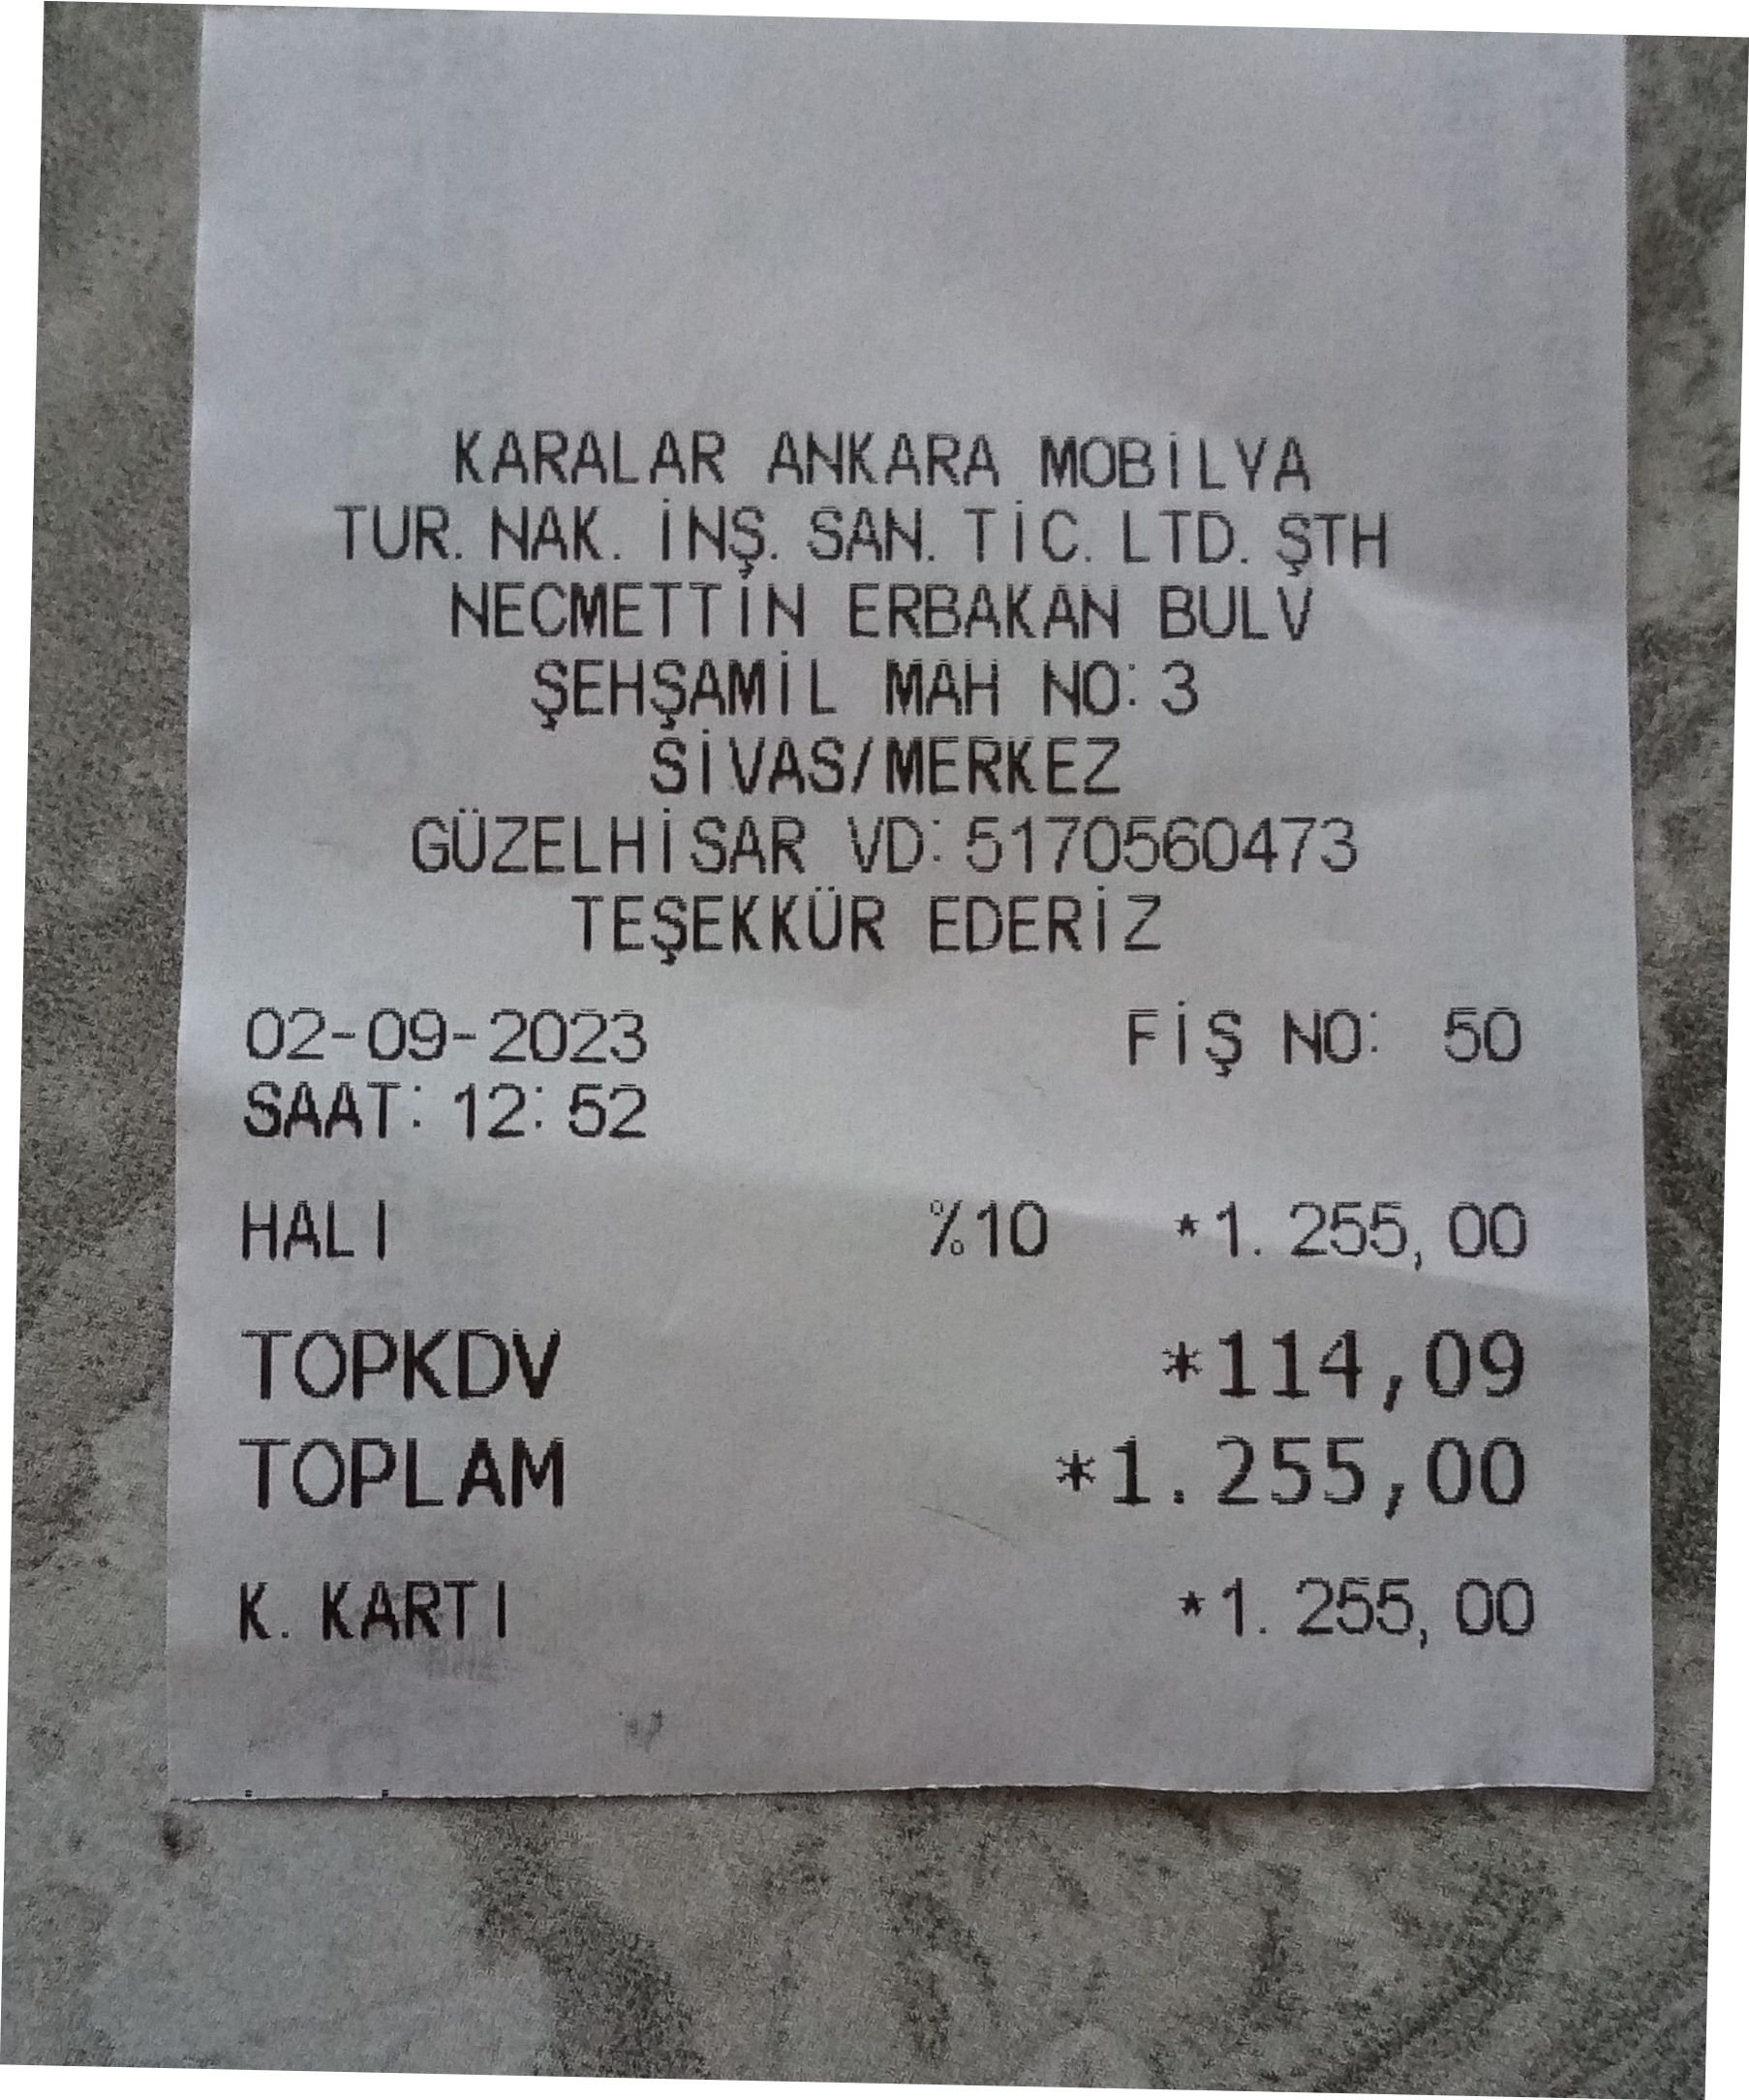 KARALAR ANKARA MOBİLYA
TUR. NAK. İNŞ. SAN. TİC. LTD. ŞTH
NECMETTİN ERBAKAN BULV
ŞEHŞAMİL MAH NO:3
SİVAS/MERKEZ
GÜZELHİSAR VD:5170560473
TEŞEKKÜR EDERİZ
02-09-2023 FİŞ NO: 50
SAAT:12:52
HALI %10 *1.255,00
TOPKDV *114,09
TOPLAM *1.255,00
K. KARTI *1.255,00